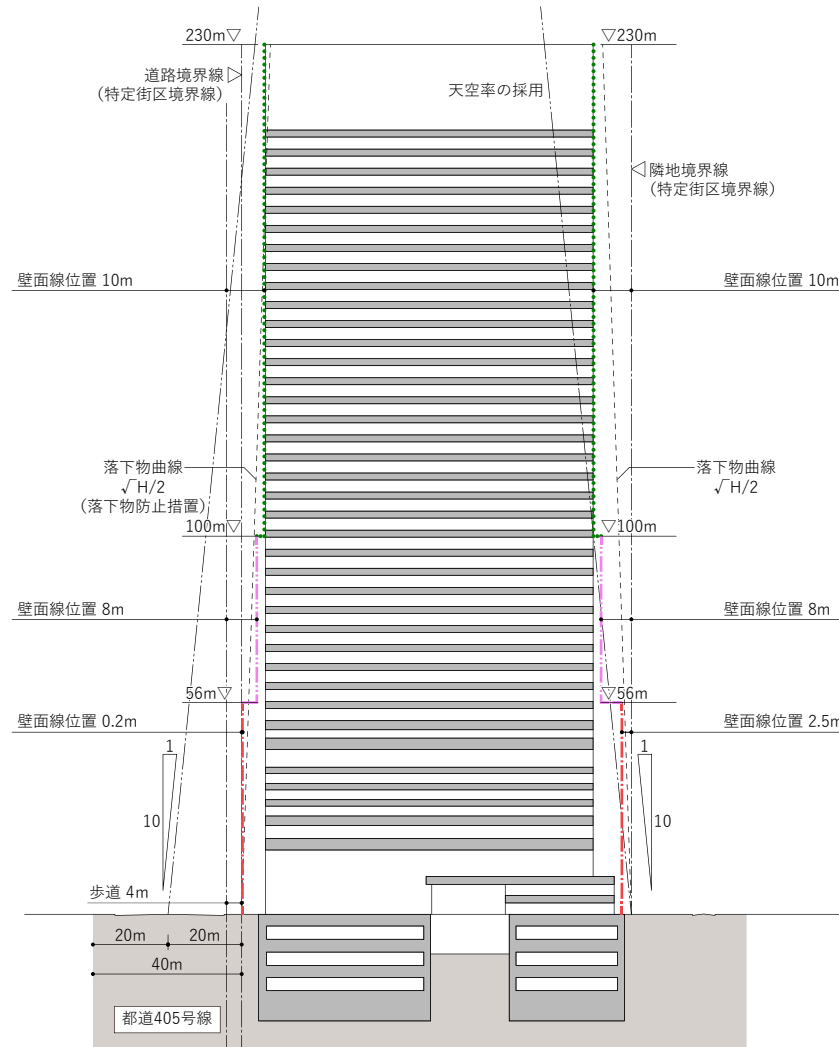 230m▽
▽230m
道路境界線▷
(特定街区境界線)
天空率の採用
◁隣地境界線
(特定街区境界線)
壁面線位置 10m
壁面線位置 10m
落下物曲線
√H/2
(落下物防止措置)
落下物曲線
√H/2
100m▽
▽100m
壁面線位置 8m
壁面線位置 8m
56m▽
▽56m
壁面線位置 0.2m
壁面線位置 2.5m
1
10
1
10
歩道 4m
20m
20m
40m
都道405号線